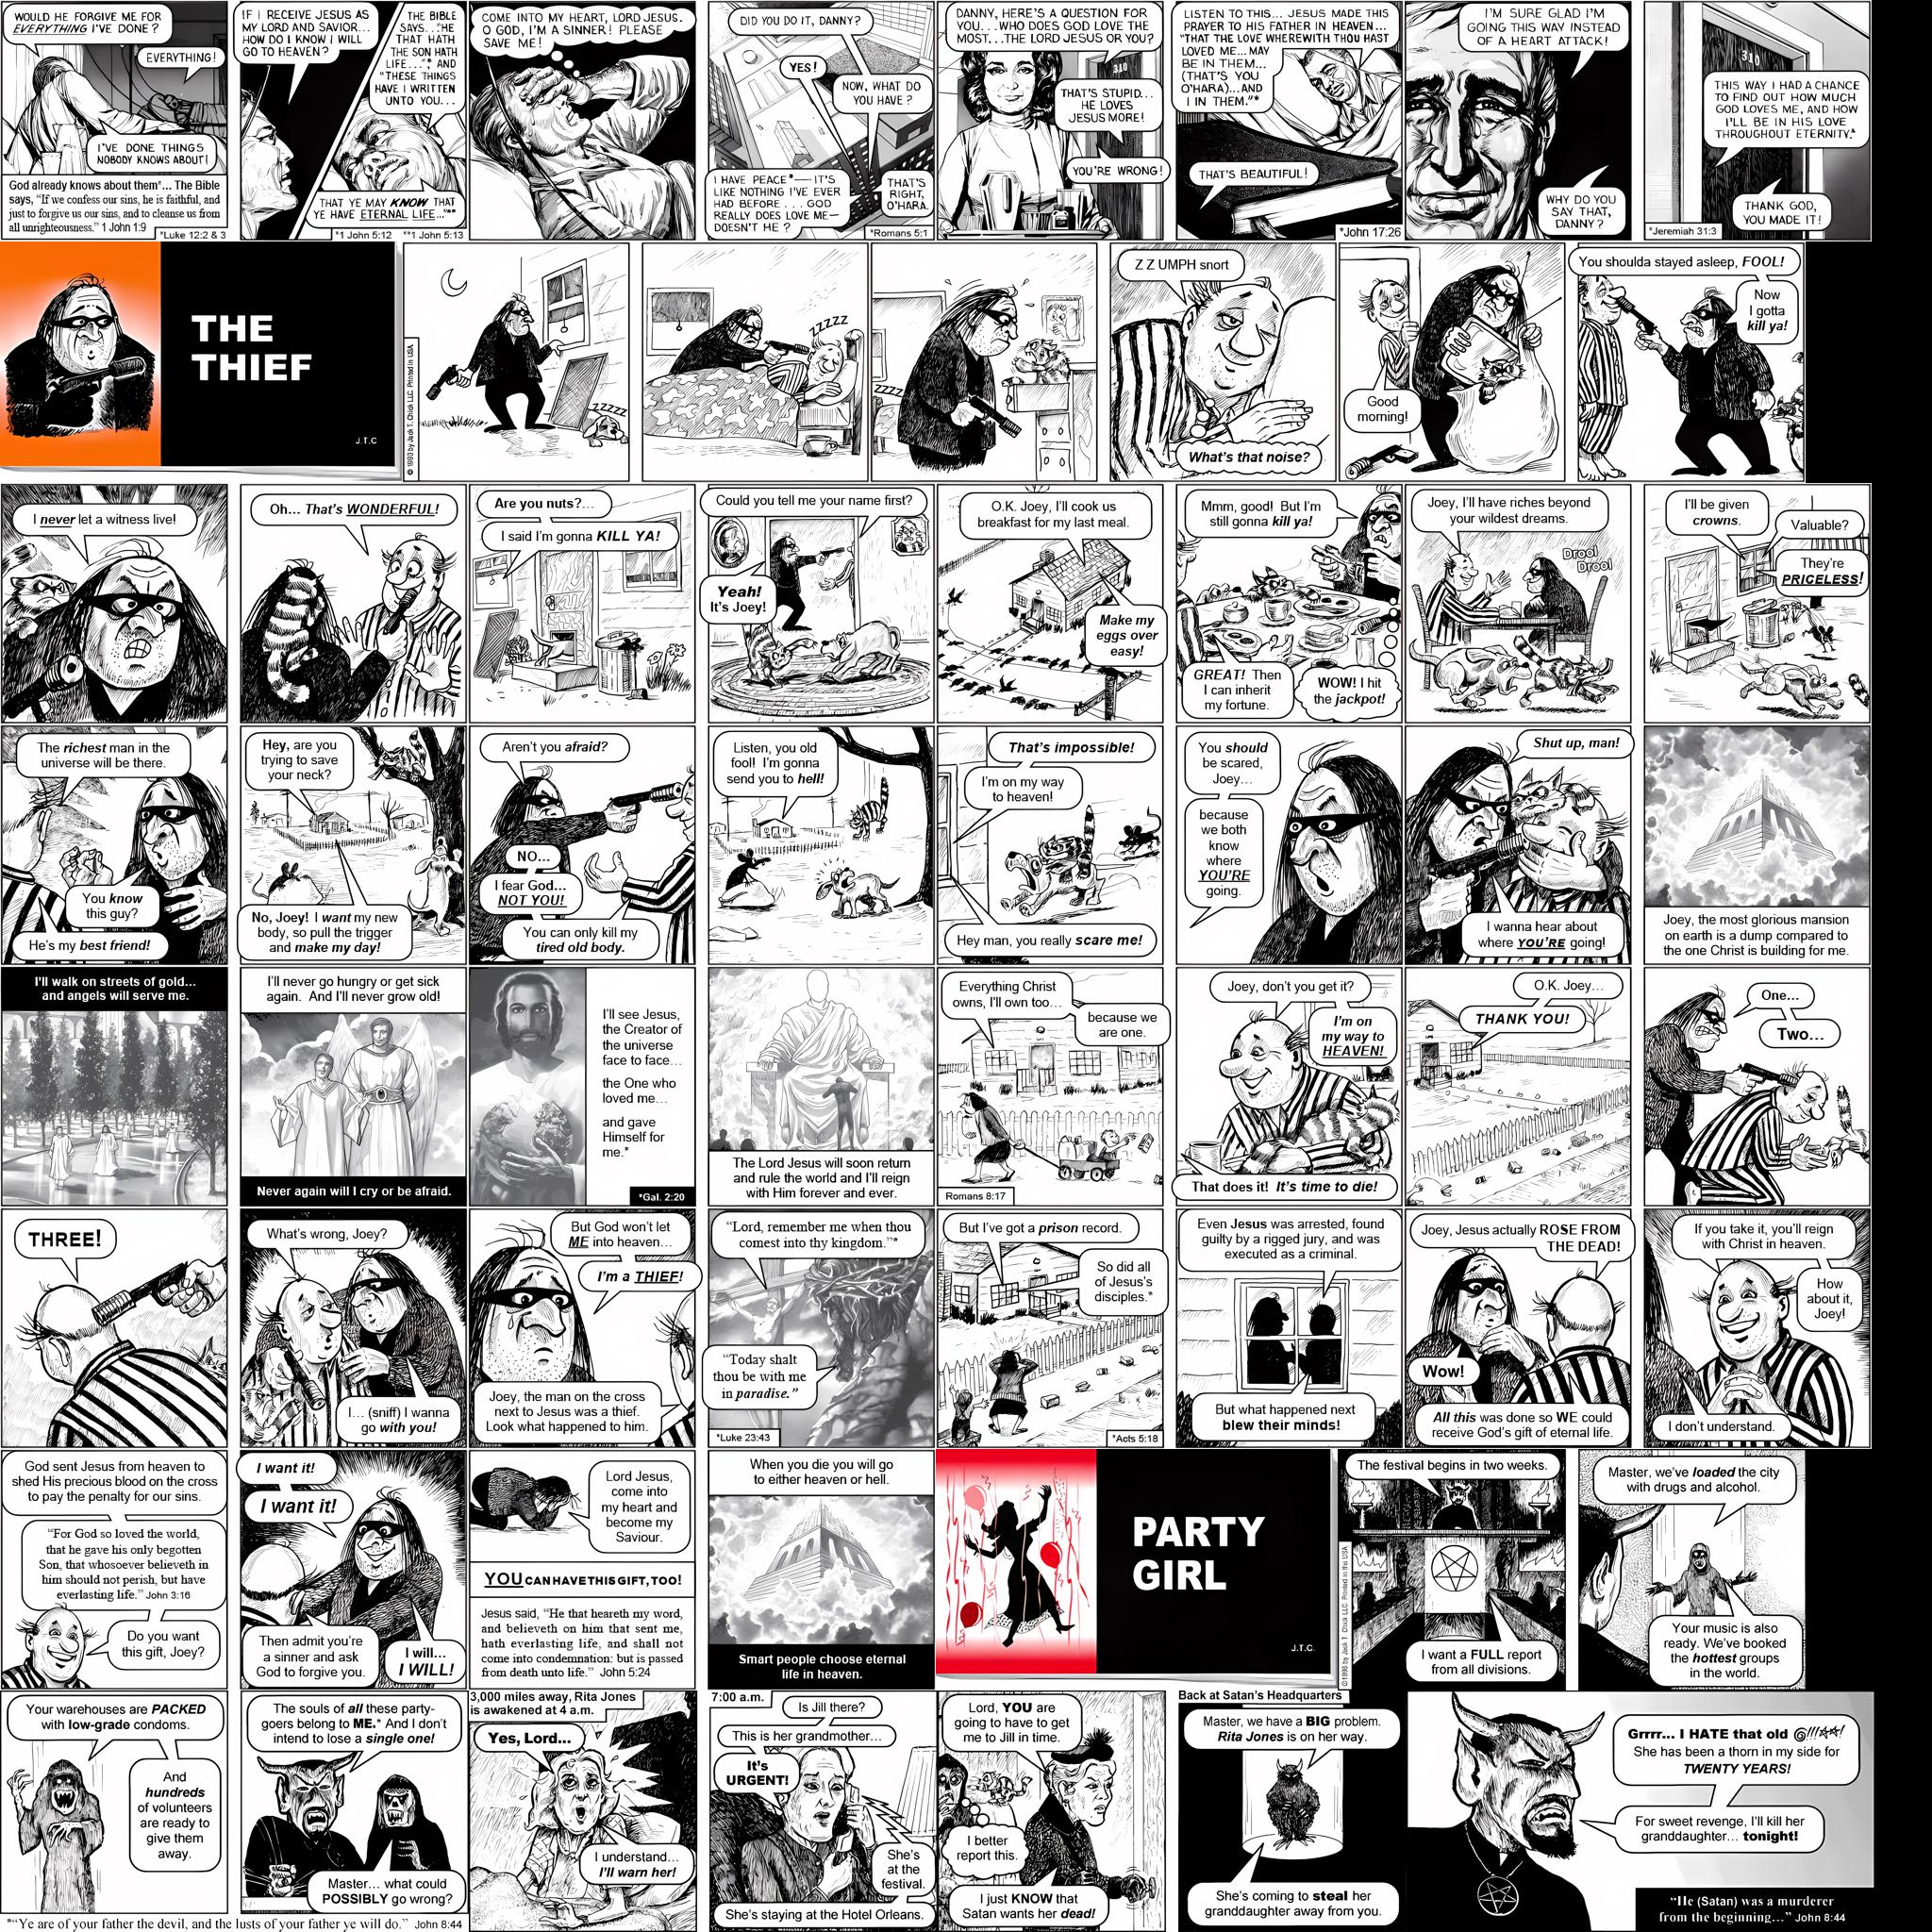 WOULD HE FORGIVE ME FOR
EVERYTHING I'VE DONE?
EVERYTHING!
I'VE DONE THINGS
NOBODY KNOWS ABOUT!
God already knows about them*... The Bible
says, "If we confess our sins, he is faithful, and
just to forgive us our sins, and to cleanse us from
all unrighteousness." 1 John 1:9
*Luke 12:2 & 3
IF I RECEIVE JESUS AS
MY LORD AND SAVIOR...
HOW DO I KNOW I WILL
GO TO HEAVEN?
THE BIBLE
SAYS..."HE
THAT HATH
THE SON HATH
LIFE..."* AND
"THESE THINGS
HAVE I WRITTEN
UNTO YOU...
THAT YE MAY KNOW THAT
YE HAVE ETERNAL LIFE..."**
*1 John 5:12 **1 John 5:13
COME INTO MY HEART, LORD JESUS.
O GOD, I'M A SINNER! PLEASE
SAVE ME!
DID YOU DO IT, DANNY?
YES!
NOW, WHAT DO
YOU HAVE?
I HAVE PEACE*—IT'S
LIKE NOTHING I'VE EVER
HAD BEFORE... GOD
REALLY DOES LOVE ME—
DOESN'T HE?
THAT'S
RIGHT,
O'HARA.
*Romans 5:1
DANNY, HERE'S A QUESTION FOR
YOU...WHO DOES GOD LOVE THE
MOST...THE LORD JESUS OR YOU?
310
THAT'S STUPID...
HE LOVES
JESUS MORE!
YOU'RE WRONG!
LISTEN TO THIS... JESUS MADE THIS
PRAYER TO HIS FATHER IN HEAVEN...
"THAT THE LOVE WHEREWITH THOU HAST
LOVED ME...MAY
BE IN THEM...
(THAT'S YOU
O'HARA)...AND
I IN THEM."*
THAT'S BEAUTIFUL!
*John 17:26
I'M SURE GLAD I'M
GOING THIS WAY INSTEAD
OF A HEART ATTACK!
WHY DO YOU
SAY THAT,
DANNY?
310
THIS WAY I HAD A CHANCE
TO FIND OUT HOW MUCH
GOD LOVES ME, AND HOW
I'LL BE IN HIS LOVE
THROUGHOUT ETERNITY.*
THANK GOD,
YOU MADE IT!
*Jeremiah 31:3
THE
THIEF
J.T.C
© 1998 by Jack T. Chick LLC. Printed in USA
ZZZZ
ZZZZZ
ZZZZ
Z Z UMPH snort
What's that noise?
Good
morning!
You shoulda stayed asleep, FOOL!
Now
I gotta
kill ya!
I never let a witness live!
Oh... That's WONDERFUL!
Are you nuts?...
I said I'm gonna KILL YA!
Could you tell me your name first?
Yeah!
It's Joey!
O.K. Joey, I'll cook us
breakfast for my last meal.
Make my
eggs over
easy!
Mmm, good! But I'm
still gonna kill ya!
GREAT! Then
I can inherit
my fortune.
WOW! I hit
the jackpot!
Joey, I'll have riches beyond
your wildest dreams.
Drool
Drool
I'll be given
crowns.
Valuable?
They're
PRICELESS!
The richest man in the
universe will be there.
You know
this guy?
He's my best friend!
Hey, are you
trying to save
your neck?
No, Joey! I want my new
body, so pull the trigger
and make my day!
Aren't you afraid?
NO...
I fear God...
NOT YOU!
You can only kill my
tired old body.
Listen, you old
fool! I'm gonna
send you to hell!
That's impossible!
I'm on my way
to heaven!
Hey man, you really scare me!
You should
be scared,
Joey...
because
we both
know
where
YOU'RE
going.
Shut up, man!
I wanna hear about
where YOU'RE going!
Joey, the most glorious mansion
on earth is a dump compared to
the one Christ is building for me.
I'll walk on streets of gold...
and angels will serve me.
I'll never go hungry or get sick
again. And I'll never grow old!
Never again will I cry or be afraid.
I'll see Jesus,
the Creator of
the universe
face to face...
the One who
loved me...
and gave
Himself for
me.*
*Gal. 2:20
The Lord Jesus will soon return
and rule the world and I'll reign
with Him forever and ever.
Everything Christ
owns, I'll own too...
because we
are one.
Romans 8:17
Joey, don't you get it?
I'm on
my way to
HEAVEN!
That does it! It's time to die!
O.K. Joey...
THANK YOU!
One...
Two...
THREE!
What's wrong, Joey?
I... (sniff) I wanna
go with you!
But God won't let
ME into heaven...
I'm a THIEF!
Joey, the man on the cross
next to Jesus was a thief.
Look what happened to him.
"Lord, remember me when thou
comest into thy kingdom."*
"Today shalt
thou be with me
in paradise."
*Luke 23:43
But I've got a prison record.
So did all
of Jesus's
disciples.*
*Acts 5:18
Even Jesus was arrested, found
guilty by a rigged jury, and was
executed as a criminal.
But what happened next
blew their minds!
Joey, Jesus actually ROSE FROM
THE DEAD!
Wow!
All this was done so WE could
receive God's gift of eternal life.
If you take it, you'll reign
with Christ in heaven.
How
about it,
Joey!
I don't understand.
God sent Jesus from heaven to
shed His precious blood on the cross
to pay the penalty for our sins.
"For God so loved the world,
that he gave his only begotten
Son, that whosoever believeth in
him should not perish, but have
everlasting life." John 3:16
Do you want
this gift, Joey?
I want it!
I want it!
Then admit you're
a sinner and ask
God to forgive you.
I will...
I WILL!
Lord Jesus,
come into
my heart and
become my
Saviour.
YOU CAN HAVE THIS GIFT, TOO!
Jesus said, "He that heareth my word,
and believeth on him that sent me,
hath everlasting life, and shall not
come into condemnation: but is passed
from death unto life." John 5:24
When you die you will go
to either heaven or hell.
Smart people choose eternal
life in heaven.
PARTY
GIRL
J.T.C.
©1998 by Jack T. Chick LLC. Printed in the USA
The festival begins in two weeks.
I want a FULL report
from all divisions.
Master, we've loaded the city
with drugs and alcohol.
Your music is also
ready. We've booked
the hottest groups
in the world.
Your warehouses are PACKED
with low-grade condoms.
And
hundreds
of volunteers
are ready to
give them
away.
The souls of all these party-
goers belong to ME.* And I don't
intend to lose a single one!
Master... what could
POSSIBLY go wrong?
*"Ye are of your father the devil, and the lusts of your father ye will do." John 8:44
3,000 miles away, Rita Jones
is awakened at 4 a.m.
Yes, Lord...
I understand...
I'll warn her!
7:00 a.m.
Is Jill there?
This is her grandmother...
It's
URGENT!
She's
at the
festival.
She's staying at the Hotel Orleans.
Lord, YOU are
going to have to get
me to Jill in time.
I better
report this.
I just KNOW that
Satan wants her dead!
Back at Satan's Headquarters
Master, we have a BIG problem.
Rita Jones is on her way.
She's coming to steal her
granddaughter away from you.
Grrrr... I HATE that old @!!!**!
She has been a thorn in my side for
TWENTY YEARS!
For sweet revenge, I'll kill her
granddaughter... tonight!
"He (Satan) was a murderer
from the beginning..." John 8:44